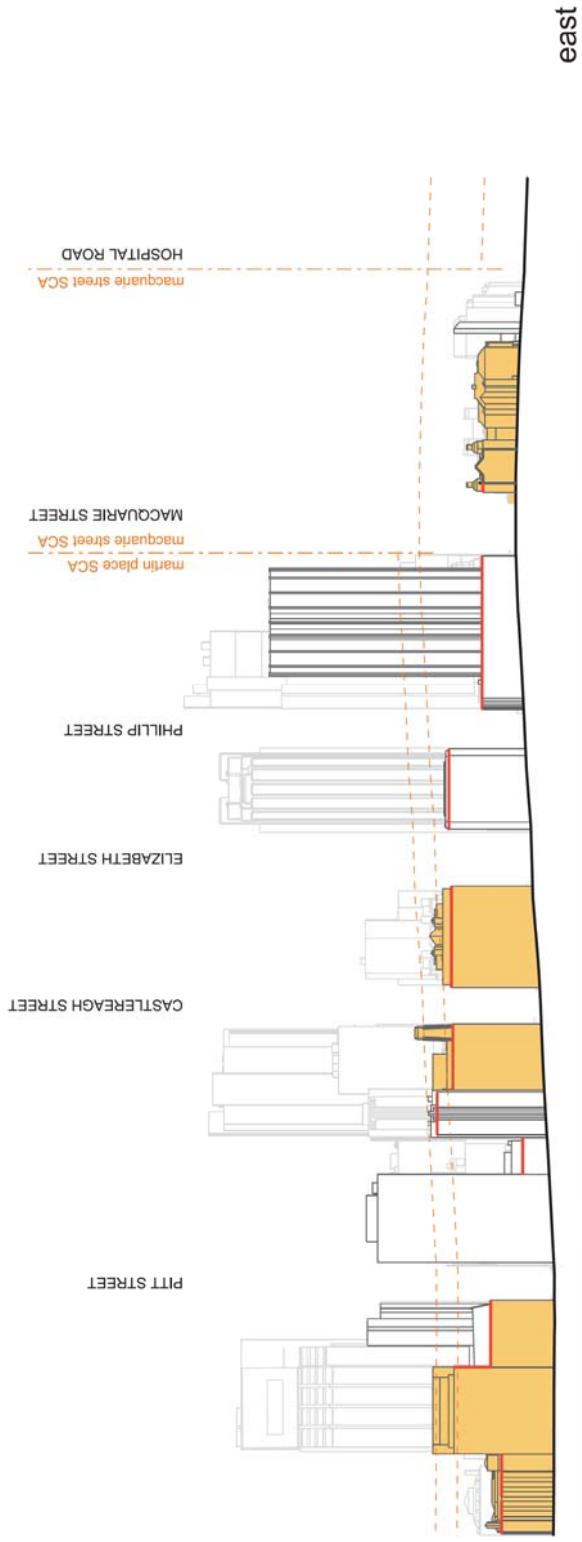 east
HOSPITAL ROAD
macquarie street SCA
MACQUARIE STREET
macquarie street SCA
martin place SCA
PHILLIP STREET
ELIZABETH STREET
CASTLEREAGH STREET
PITT STREET